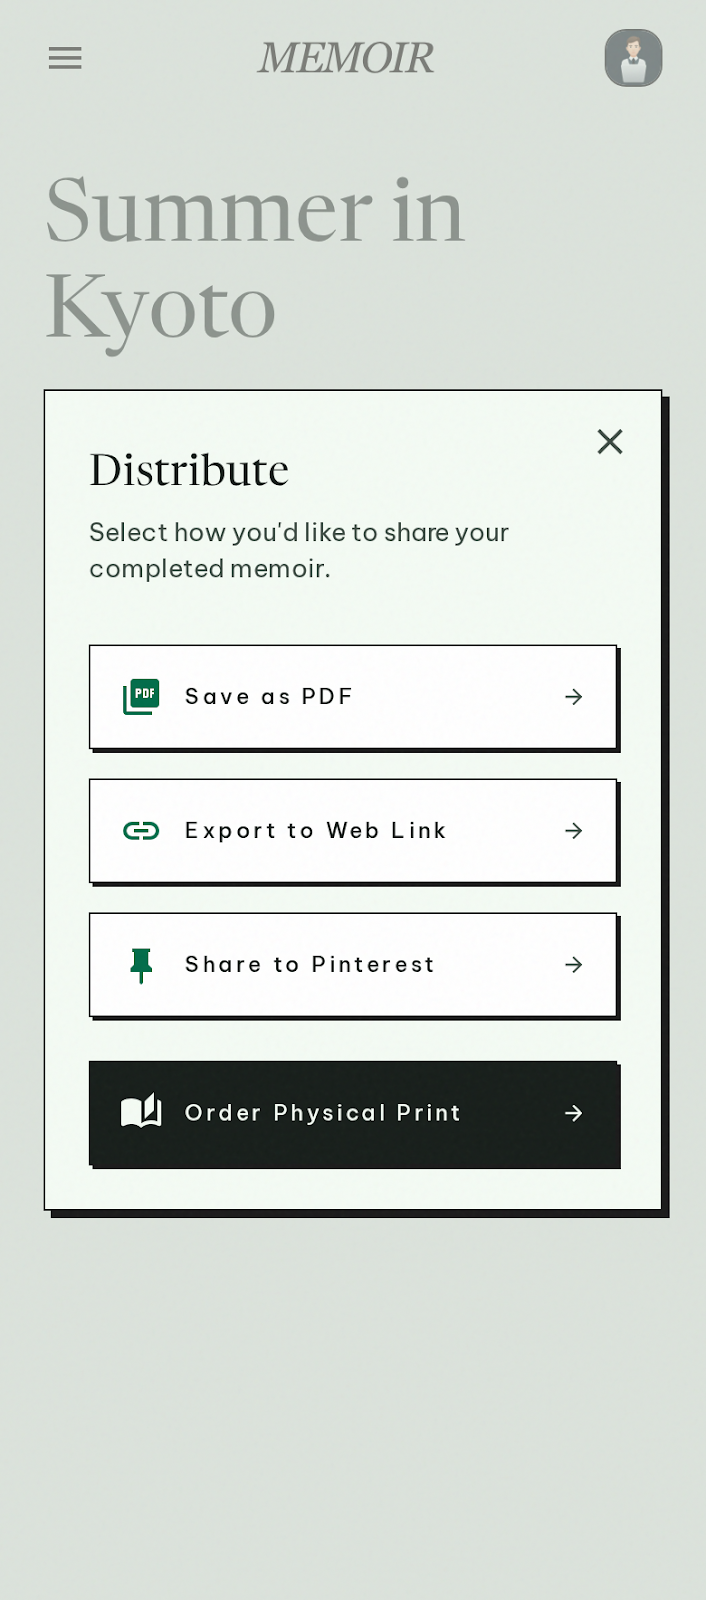 MEMOIR
Summer in
Kyoto
Distribute
Select how you'd like to share your
completed memoir.
PDF
Save as PDF
Export to Web Link
Share to Pinterest
Order Physical Print